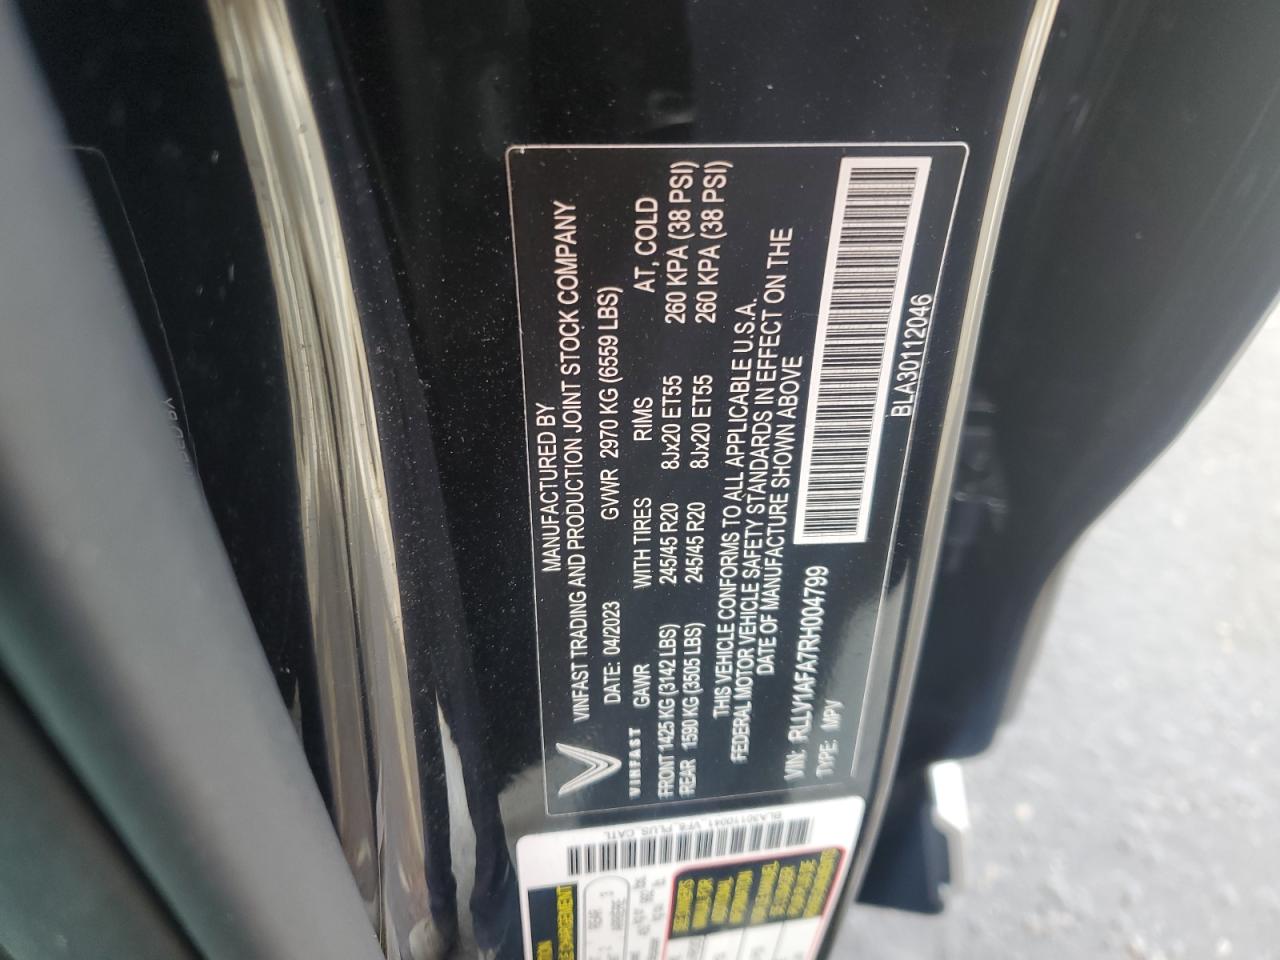 MANUFACTURED BY
VINFAST TRADING AND PRODUCTION JOINT STOCK COMPANY
DATE: 04/2023 GVWR 2970 KG (6559 LBS)
VINFAST GAWR WITH TIRES RIMS AT, COLD
FRONT 1425 KG (3142 LBS) 245/45 R20 8Jx20 ET55 260 KPA (38 PSI)
REAR 1590 KG (3505 LBS) 245/45 R20 8Jx20 ET55 260 KPA (38 PSI)
THIS VEHICLE CONFORMS TO ALL APPLICABLE U.S.A.
FEDERAL MOTOR VEHICLE SAFETY STANDARDS IN EFFECT ON THE
DATE OF MANUFACTURE SHOWN ABOVE
VIN: RLLV1AFA7RH004799
TYPE: MPV
BLA30112046
BLA30110041_VF8_PLUS_CATL
REAR
ARRIERE 3